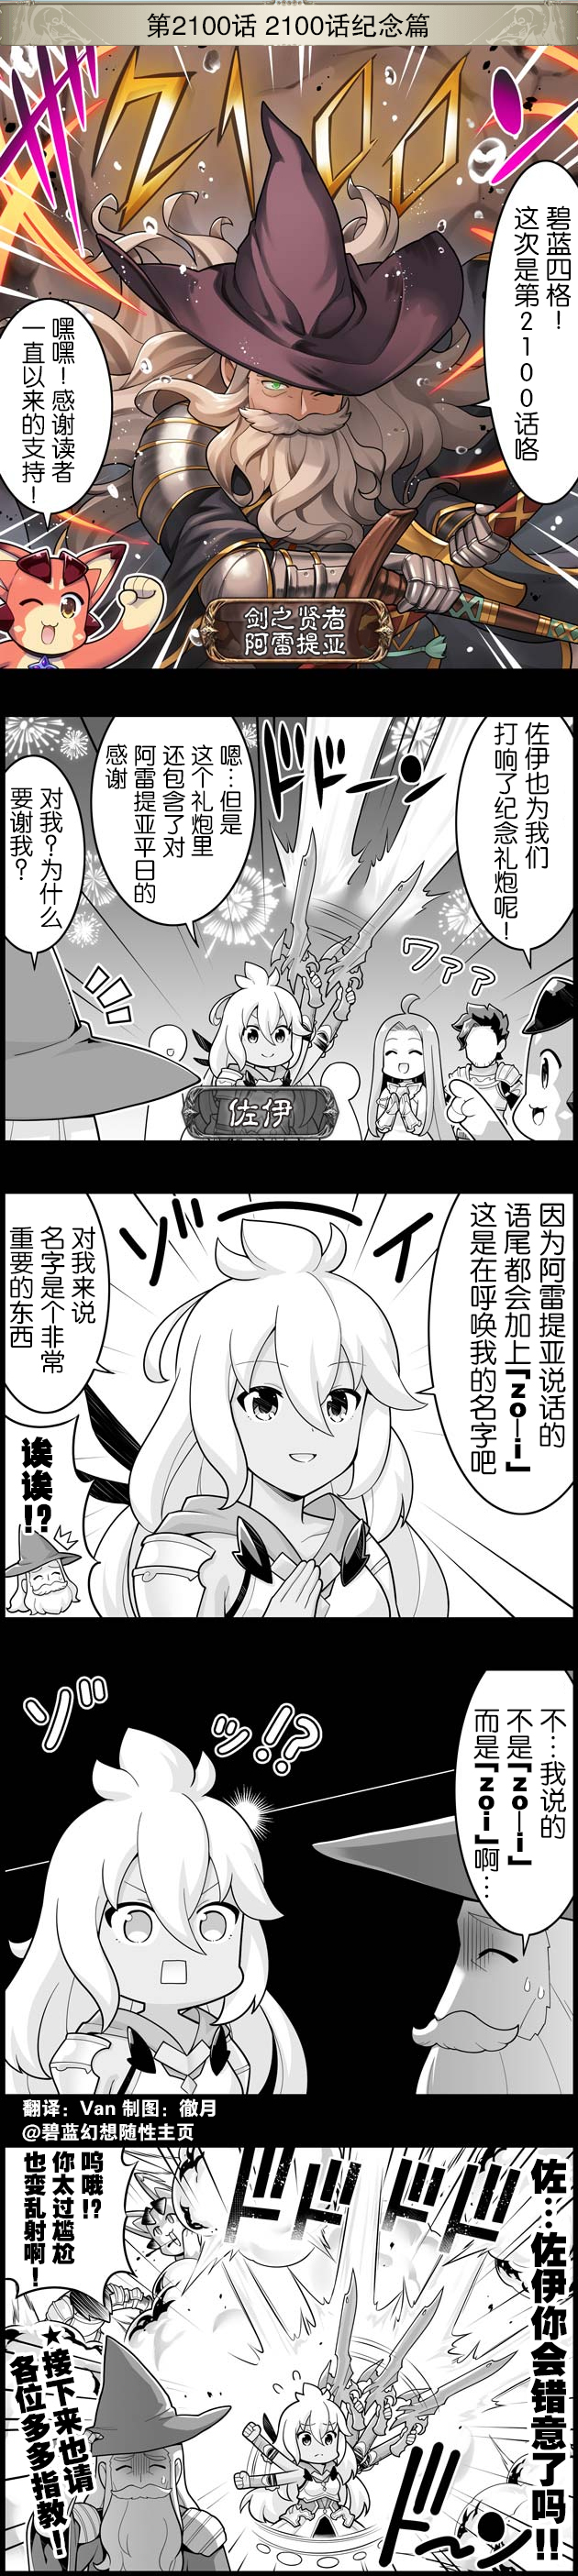 第2100话 2100话纪念篇
2100
ン
碧蓝四格！
这次是第2100话咯
嘿嘿！感谢读者
一直以来的支持！
剑之贤者
阿雷提亚
佐伊也为我们
打响了纪念礼炮呢！
ドドーン
嗯…但是
这个礼炮里
还包含了对
阿雷提亚平日的
感谢
对我？为什么
要谢我？
ワァァァ
佐伊
因为阿雷提亚说话的
语尾都会加上「zo—i」
这是在呼唤我的名字吧
ゾーイ
对我来说
名字是个非常
重要的东西
诶诶!?
不…我说的
不是「zo—i」
而是「zoi」啊…
ゾッ!!?
翻译：Van 制图：徹月
@碧蓝幻想随性主页
佐…佐伊你会错意了吗!!
ドドドド
呜哦!?
你太过尴尬
也变乱射啊！
ド〜ン
★接下来也请
各位多多指教！